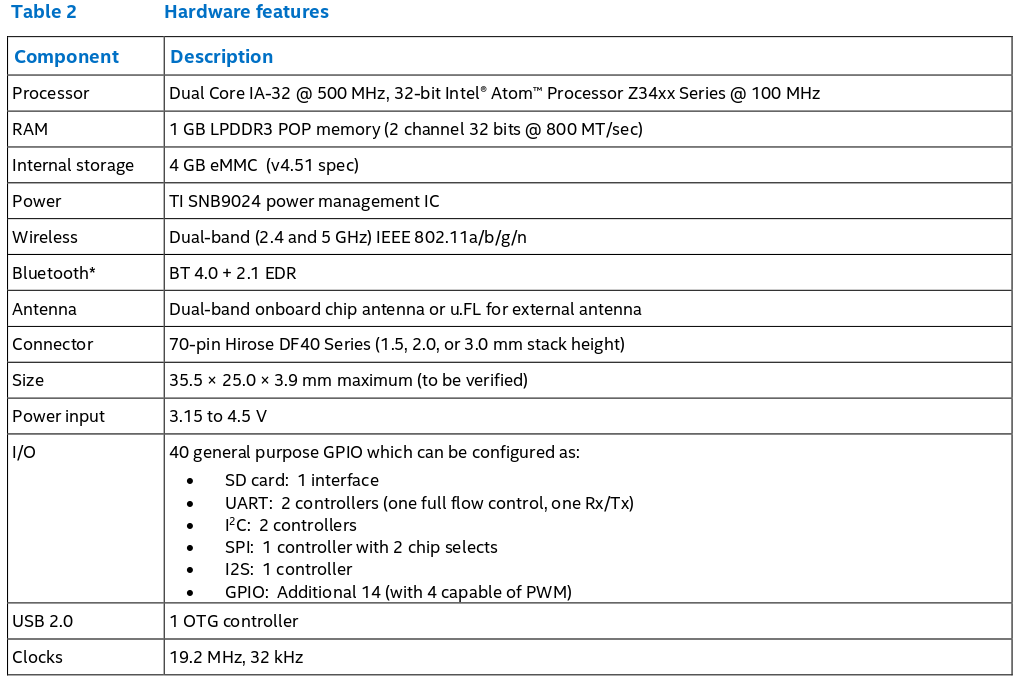 Table 2 Hardware features
Component Description
Processor Dual Core IA-32 @ 500 MHz, 32-bit Intel® Atom™ Processor Z34xx Series @ 100 MHz
RAM 1 GB LPDDR3 POP memory (2 channel 32 bits @ 800 MT/sec)
Internal storage 4 GB eMMC (v4.51 spec)
Power TI SNB9024 power management IC
Wireless Dual-band (2.4 and 5 GHz) IEEE 802.11a/b/g/n
Bluetooth* BT 4.0 + 2.1 EDR
Antenna Dual-band onboard chip antenna or u.FL for external antenna
Connector 70-pin Hirose DF40 Series (1.5, 2.0, or 3.0 mm stack height)
Size 35.5 × 25.0 × 3.9 mm maximum (to be verified)
Power input 3.15 to 4.5 V
I/O 40 general purpose GPIO which can be configured as:
• SD card: 1 interface
• UART: 2 controllers (one full flow control, one Rx/Tx)
• I²C: 2 controllers
• SPI: 1 controller with 2 chip selects
• I2S: 1 controller
• GPIO: Additional 14 (with 4 capable of PWM)
USB 2.0 1 OTG controller
Clocks 19.2 MHz, 32 kHz